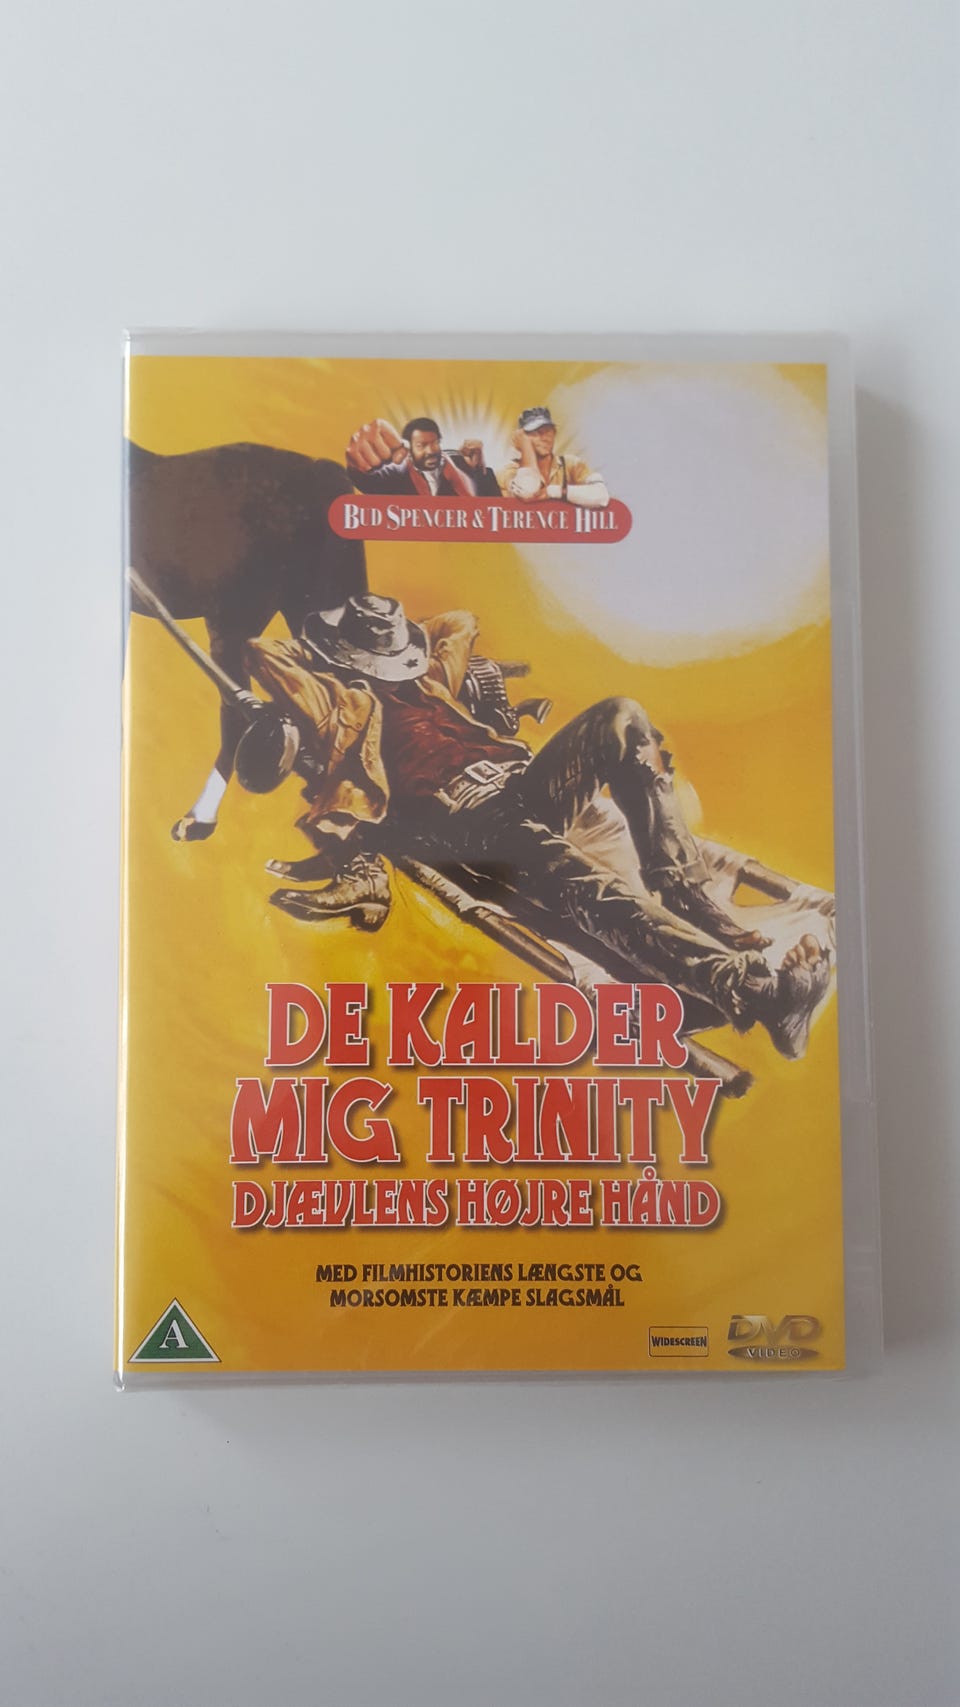 BUD SPENCER & TERENCE HILL
DE KALDER
MIG TRINITY
DJÆVLENS HØJRE HÅND
MED FILMHISTORIENS LÆNGSTE OG
MORSOMSTE KÆMPE SLAGSMÅL
A
WIDESCREEN
DVD
VIDEO